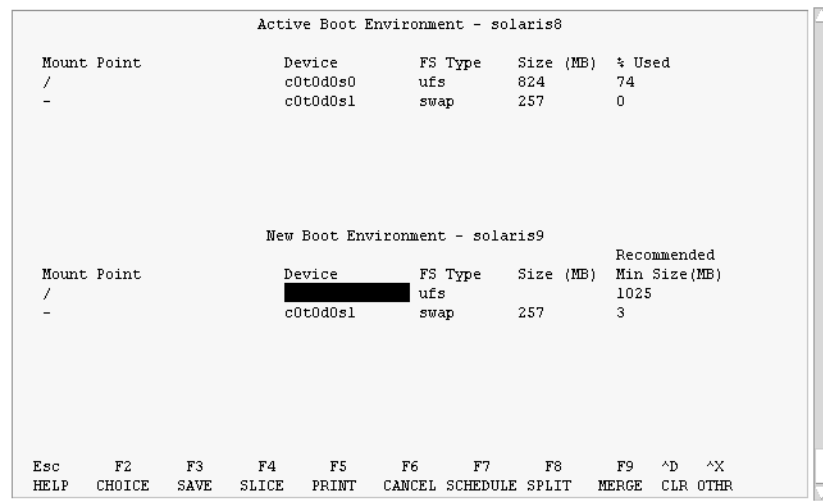 Active Boot Environment - solaris8
Mount Point Device FS Type Size (MB) % Used
/ c0t0d0s0 ufs 824 74
- c0t0d0s1 swap 257 0
New Boot Environment - solaris9
Recommended
Mount Point Device FS Type Size (MB) Min Size(MB)
/ ufs 1025
- c0t0d0s1 swap 257 3
Esc F2 F3 F4 F5 F6 F7 F8 F9 ^D ^X
HELP CHOICE SAVE SLICE PRINT CANCEL SCHEDULE SPLIT MERGE CLR OTHR